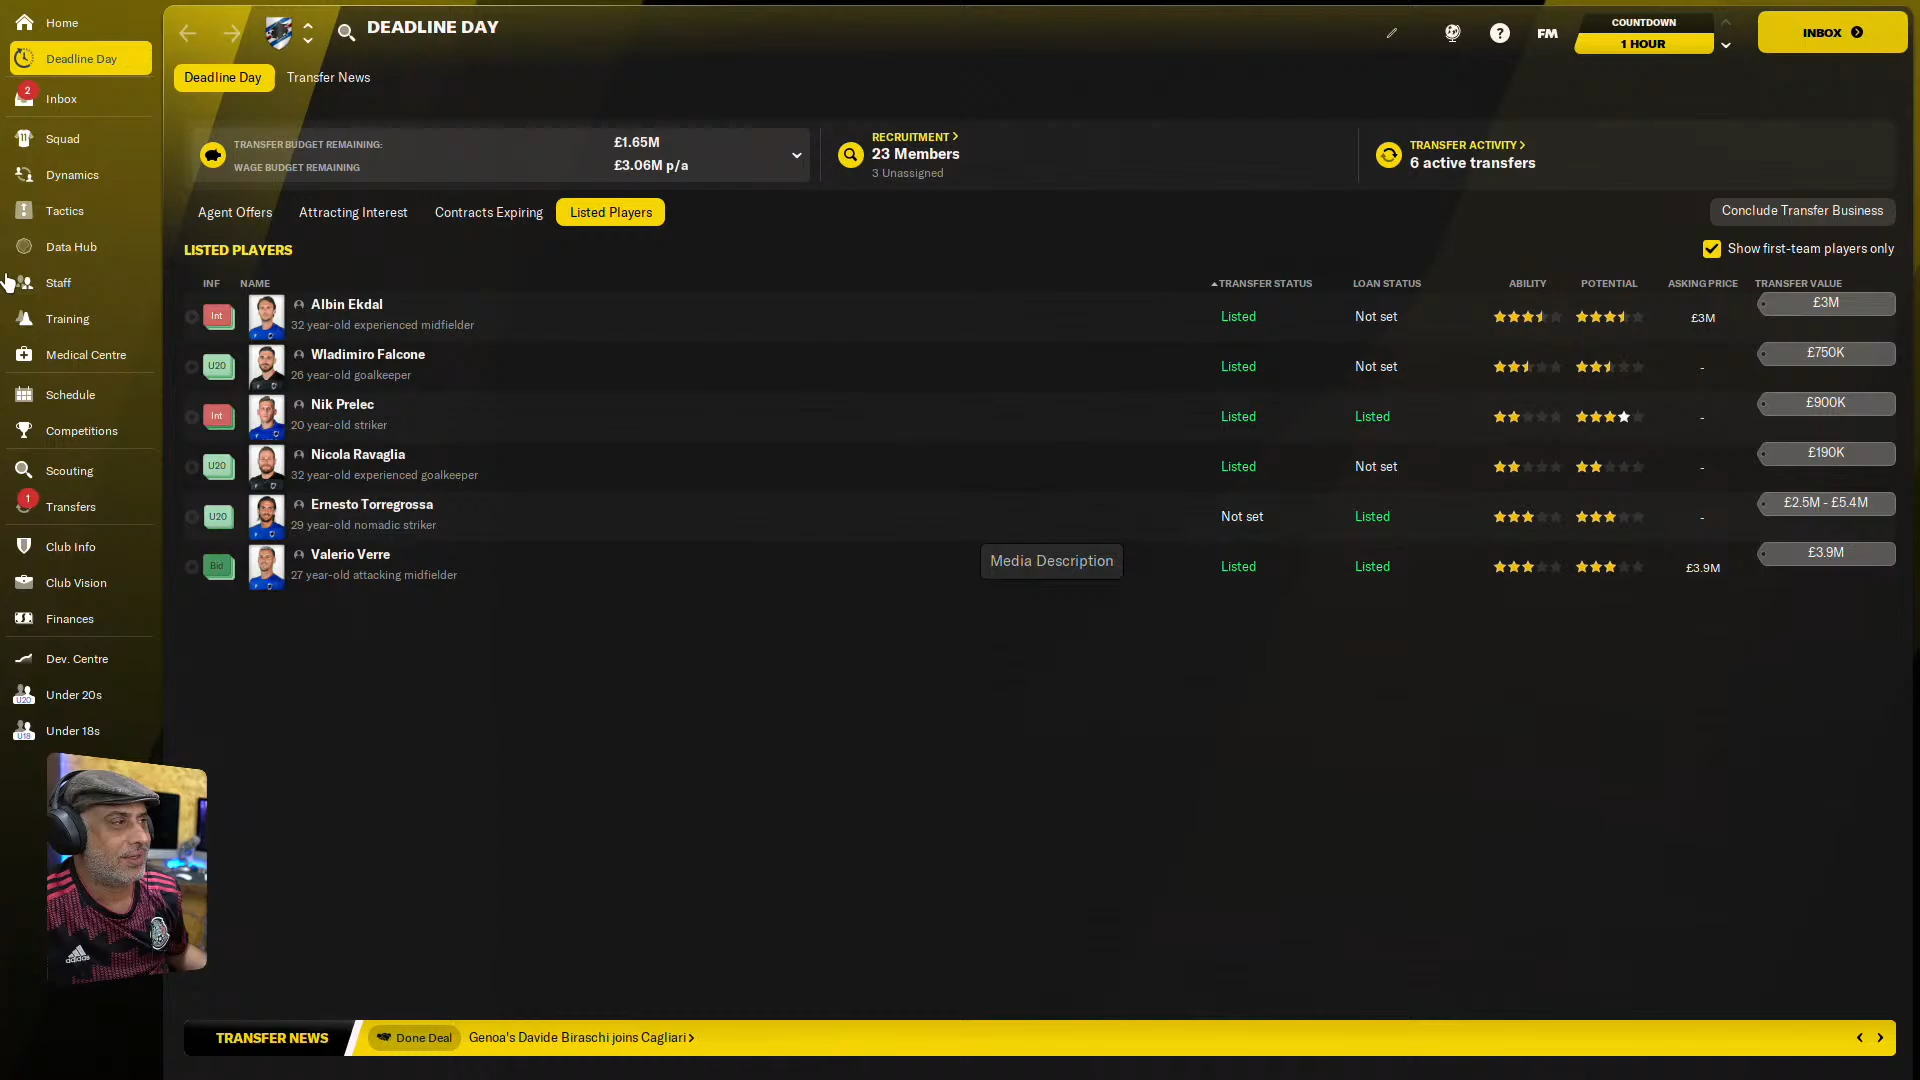 Home
DEADLINE DAY
COUNTDOWN
1 HOUR
FM
INBOX
Deadline Day
Deadline Day
Transfer News
2
Inbox
Squad
Dynamics
Tactics
Data Hub
Staff
Training
Medical Centre
Schedule
Competitions
Scouting
1
Transfers
Club Info
Club Vision
Finances
Dev. Centre
U20
Under 20s
U18
Under 18s
TRANSFER BUDGET REMAINING: £1.65M
WAGE BUDGET REMAINING £3.06M p/a
RECRUITMENT
23 Members
3 Unassigned
TRANSFER ACTIVITY
6 active transfers
Agent Offers Attracting Interest Contracts Expiring Listed Players
Conclude Transfer Business
LISTED PLAYERS
Show first-team players only
INF NAME TRANSFER STATUS LOAN STATUS ABILITY POTENTIAL ASKING PRICE TRANSFER VALUE
Int Albin Ekdal Listed Not set £3M £3M
32 year-old experienced midfielder
U20 Wladimiro Falcone Listed Not set - £750K
26 year-old goalkeeper
Int Nik Prelec Listed Listed - £900K
20 year-old striker
U20 Nicola Ravaglia Listed Not set - £190K
32 year-old experienced goalkeeper
U20 Ernesto Torregrossa Not set Listed - £2.5M - £5.4M
29 year-old nomadic striker
Bid Valerio Verre Listed Listed £3.9M £3.9M
27 year-old attacking midfielder
Media Description
adidas
TRANSFER NEWS
Done Deal
Genoa's Davide Biraschi joins Cagliari